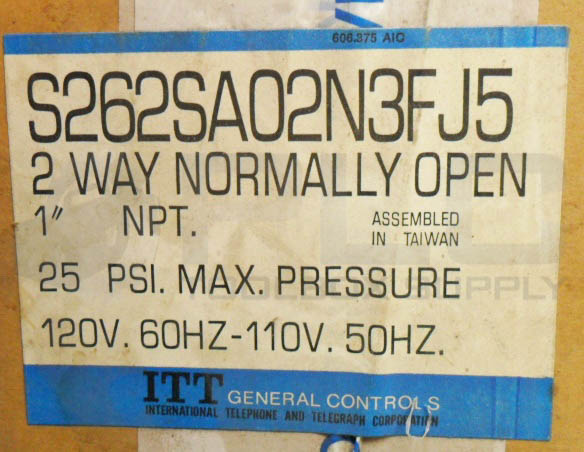 606.375 AIC
S262SA02N3FJ5
2 WAY NORMALLY OPEN
1" NPT. ASSEMBLED
IN TAIWAN
25 PSI. MAX. PRESSURE
120V. 60HZ-110V. 50HZ.
ITT GENERAL CONTROLS
INTERNATIONAL TELEPHONE AND TELEGRAPH CORPORATION